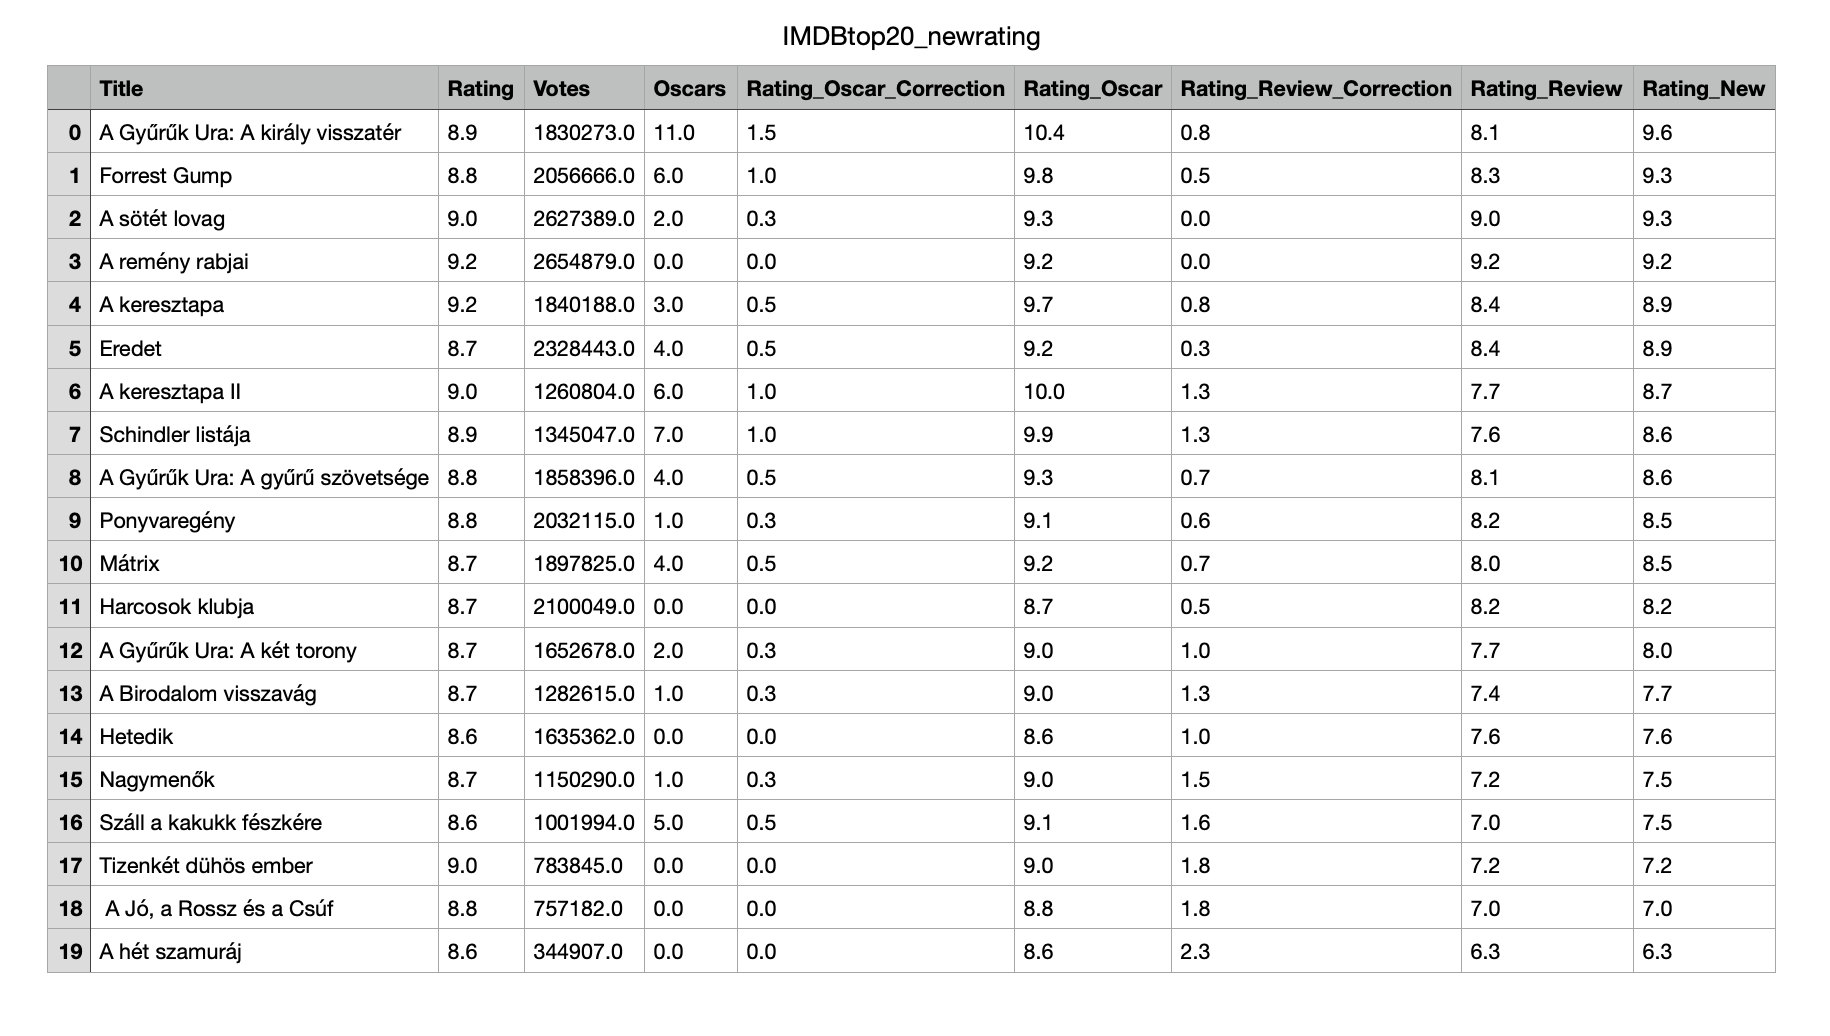 IMDBtop20_newrating
Title Rating Votes Oscars Rating_Oscar_Correction Rating_Oscar Rating_Review_Correction Rating_Review Rating_New
0 A Gyűrűk Ura: A király visszatér 8.9 1830273.0 11.0 1.5 10.4 0.8 8.1 9.6
1 Forrest Gump 8.8 2056666.0 6.0 1.0 9.8 0.5 8.3 9.3
2 A sötét lovag 9.0 2627389.0 2.0 0.3 9.3 0.0 9.0 9.3
3 A remény rabjai 9.2 2654879.0 0.0 0.0 9.2 0.0 9.2 9.2
4 A keresztapa 9.2 1840188.0 3.0 0.5 9.7 0.8 8.4 8.9
5 Eredet 8.7 2328443.0 4.0 0.5 9.2 0.3 8.4 8.9
6 A keresztapa II 9.0 1260804.0 6.0 1.0 10.0 1.3 7.7 8.7
7 Schindler listája 8.9 1345047.0 7.0 1.0 9.9 1.3 7.6 8.6
8 A Gyűrűk Ura: A gyűrű szövetsége 8.8 1858396.0 4.0 0.5 9.3 0.7 8.1 8.6
9 Ponyvaregény 8.8 2032115.0 1.0 0.3 9.1 0.6 8.2 8.5
10 Mátrix 8.7 1897825.0 4.0 0.5 9.2 0.7 8.0 8.5
11 Harcosok klubja 8.7 2100049.0 0.0 0.0 8.7 0.5 8.2 8.2
12 A Gyűrűk Ura: A két torony 8.7 1652678.0 2.0 0.3 9.0 1.0 7.7 8.0
13 A Birodalom visszavág 8.7 1282615.0 1.0 0.3 9.0 1.3 7.4 7.7
14 Hetedik 8.6 1635362.0 0.0 0.0 8.6 1.0 7.6 7.6
15 Nagymenők 8.7 1150290.0 1.0 0.3 9.0 1.5 7.2 7.5
16 Száll a kakukk fészkére 8.6 1001994.0 5.0 0.5 9.1 1.6 7.0 7.5
17 Tizenkét dühös ember 9.0 783845.0 0.0 0.0 9.0 1.8 7.2 7.2
18 A Jó, a Rossz és a Csúf 8.8 757182.0 0.0 0.0 8.8 1.8 7.0 7.0
19 A hét szamuráj 8.6 344907.0 0.0 0.0 8.6 2.3 6.3 6.3